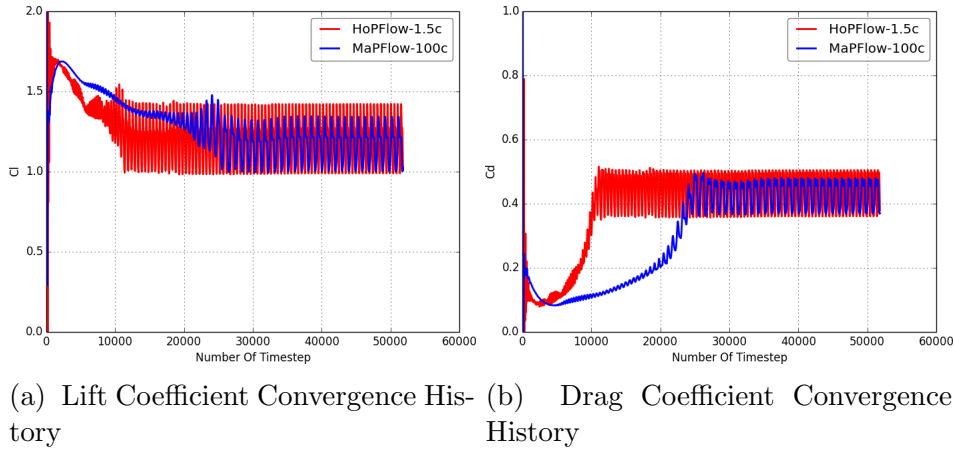 2.0
1.5
1.0
0.5
0.0
Cl
0
10000
20000
30000
40000
50000
60000
Number Of Timestep
HoPFlow-1.5c
MaPFlow-100c
1.0
0.8
0.6
0.4
0.2
0.0
Cd
0
10000
20000
30000
40000
50000
60000
Number Of Timestep
HoPFlow-1.5c
MaPFlow-100c
(a) Lift Coefficient Convergence His-
tory
(b) Drag Coefficient Convergence
History